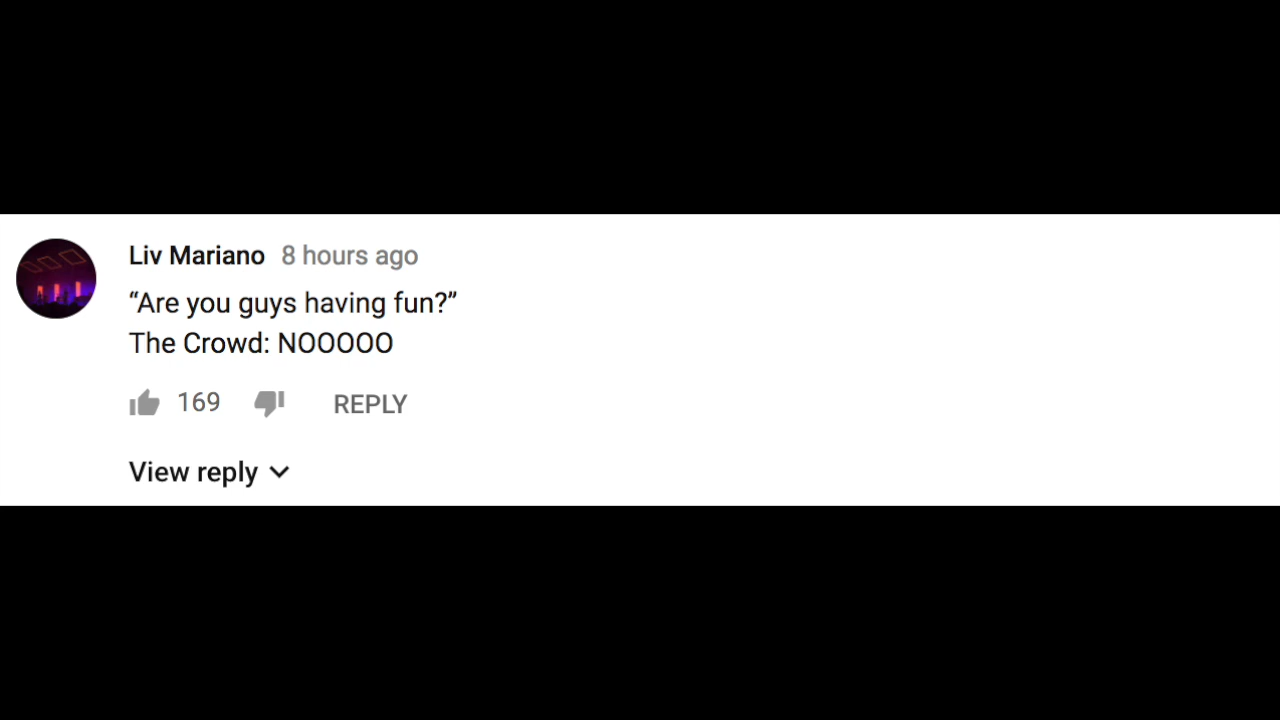 Liv Mariano 8 hours ago
“Are you guys having fun?”
The Crowd: NOOOOO
169 REPLY
View reply